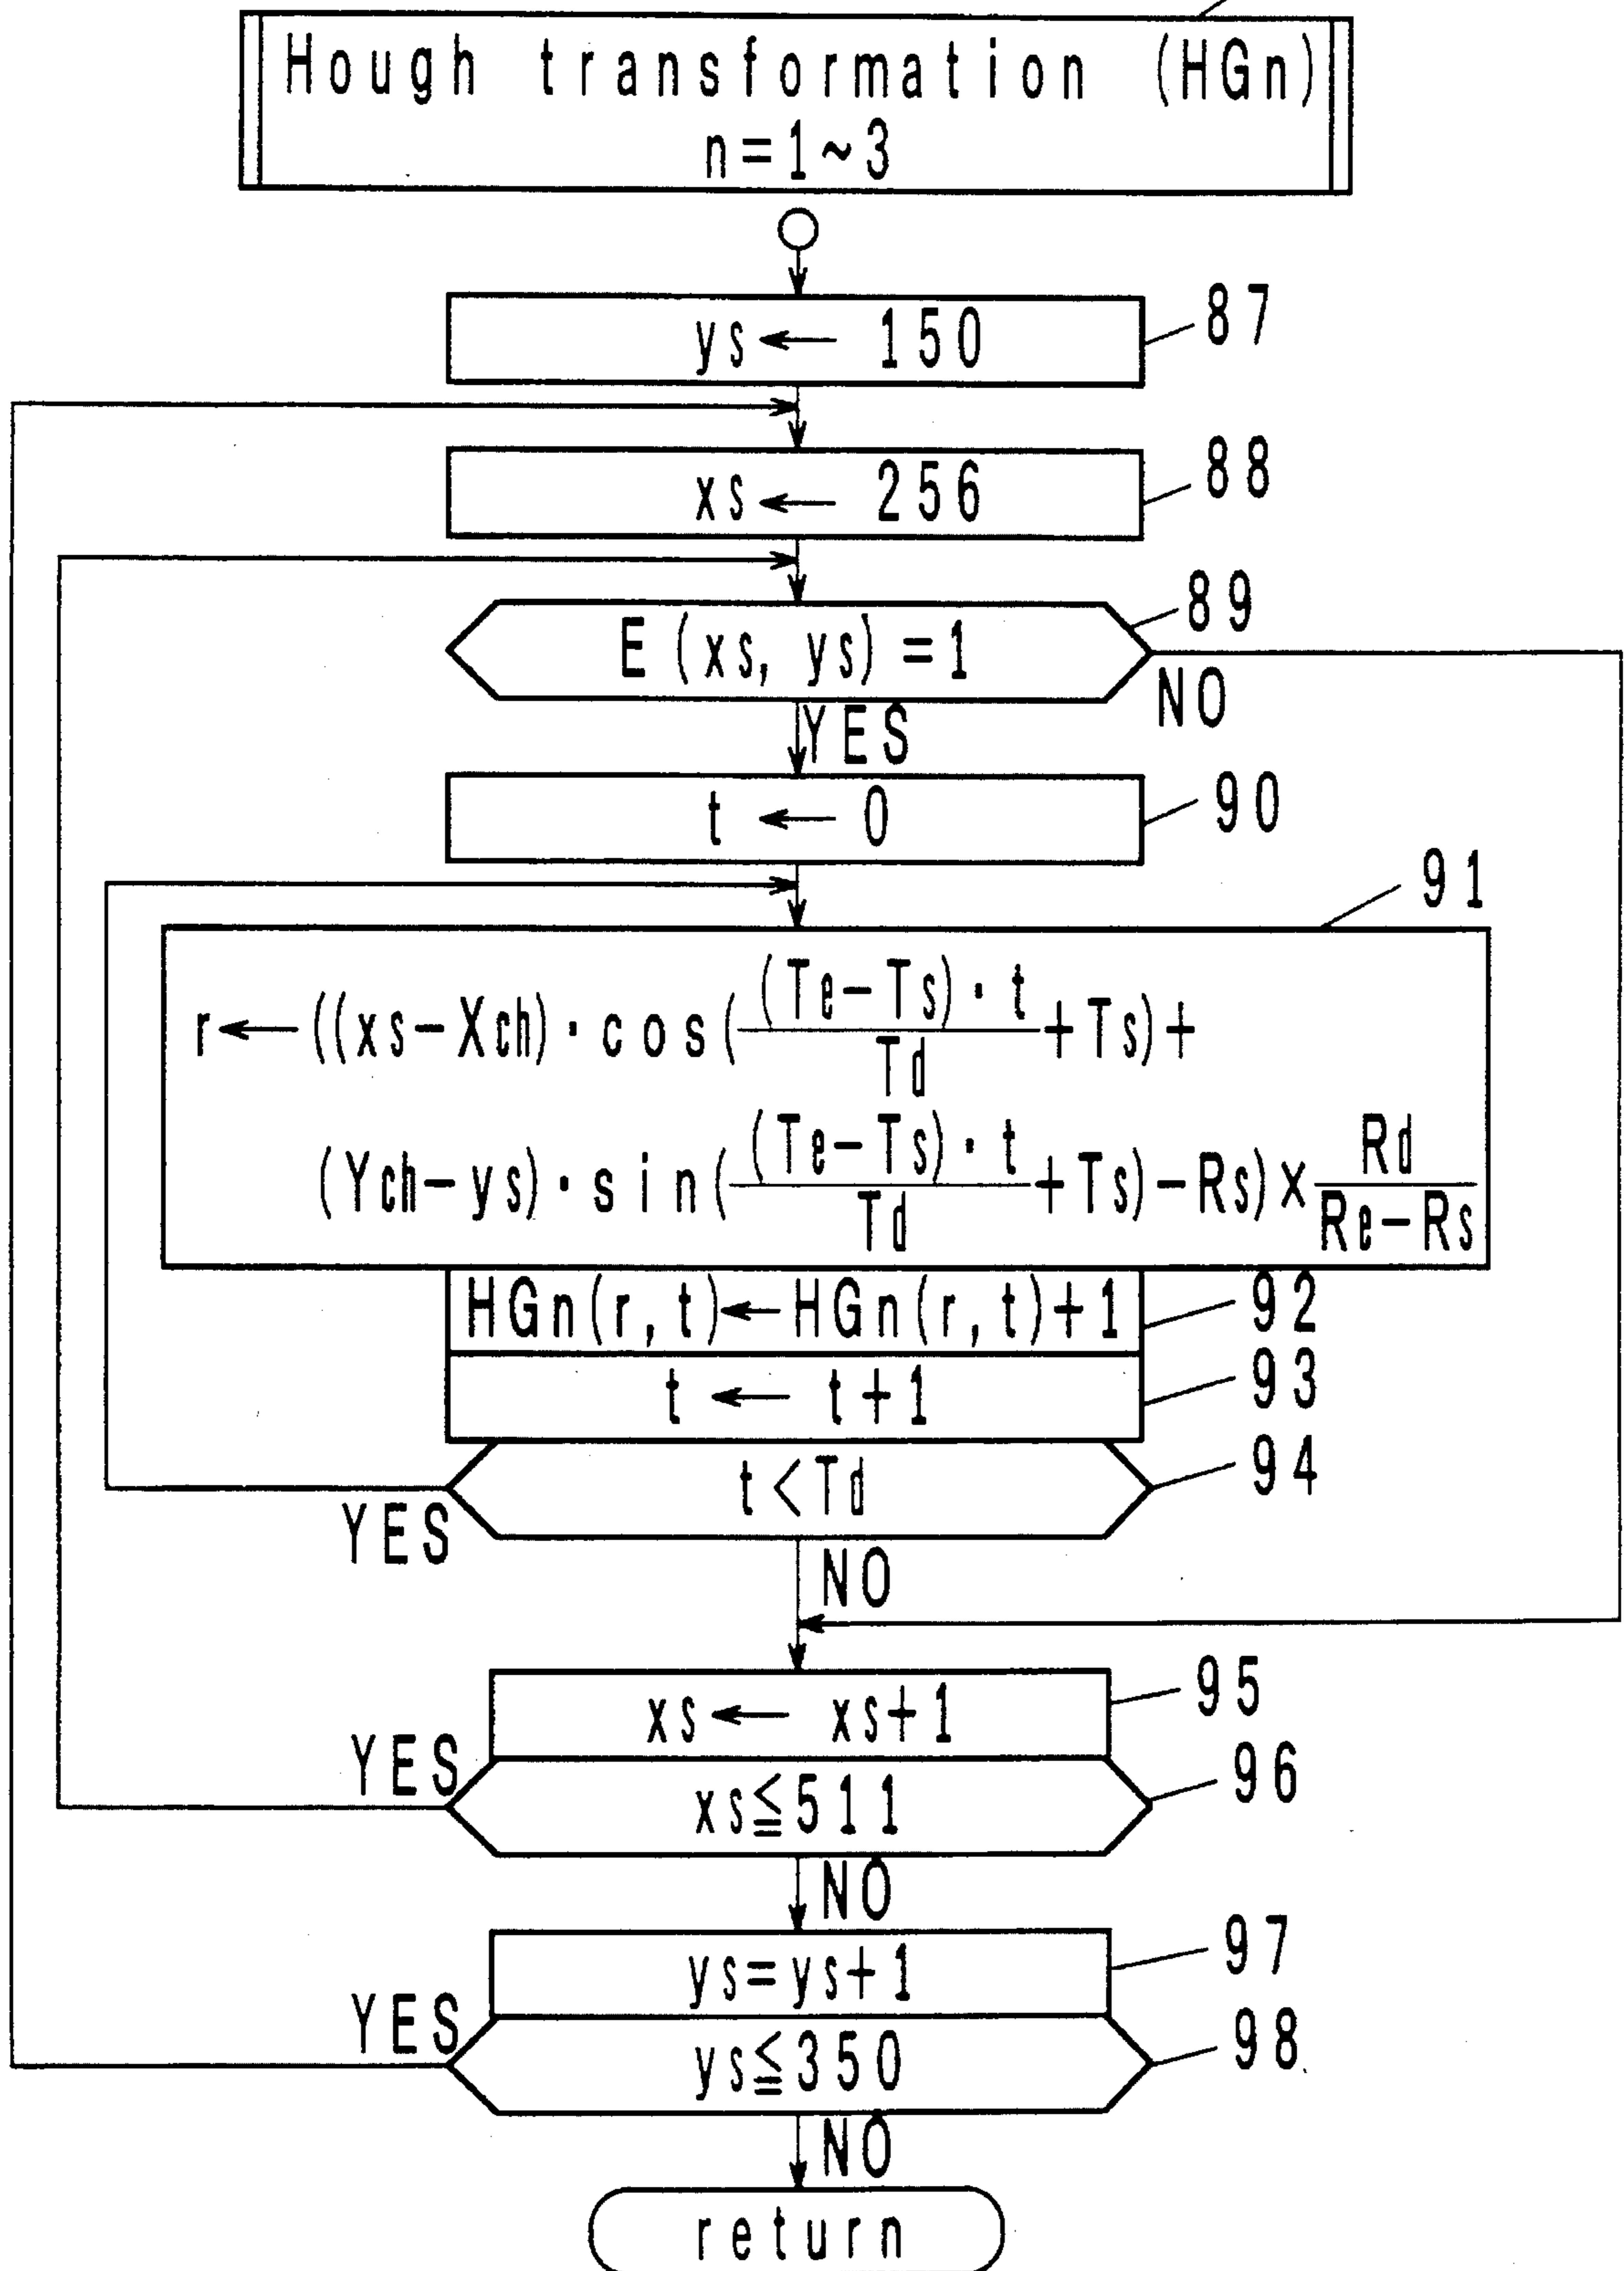 Hough transformation (HGn)
n=1~3
ys ← 150
87
xs ← 256
88
E(xs, ys)=1
89
NO
YES
t ← 0
90
91
r ← ((xs-Xch)·cos((Te-Ts)·t/Td+Ts)+
(Ych-ys)·sin((Te-Ts)·t/Td+Ts)-Rs)×Rd/Re-Rs
HGn(r,t)←HGn(r,t)+1
92
t ← t+1
93
t<Td
94
YES
NO
xs ← xs+1
95
YES
xs≦511
96
NO
ys=ys+1
97
YES
ys≦350
98
NO
return